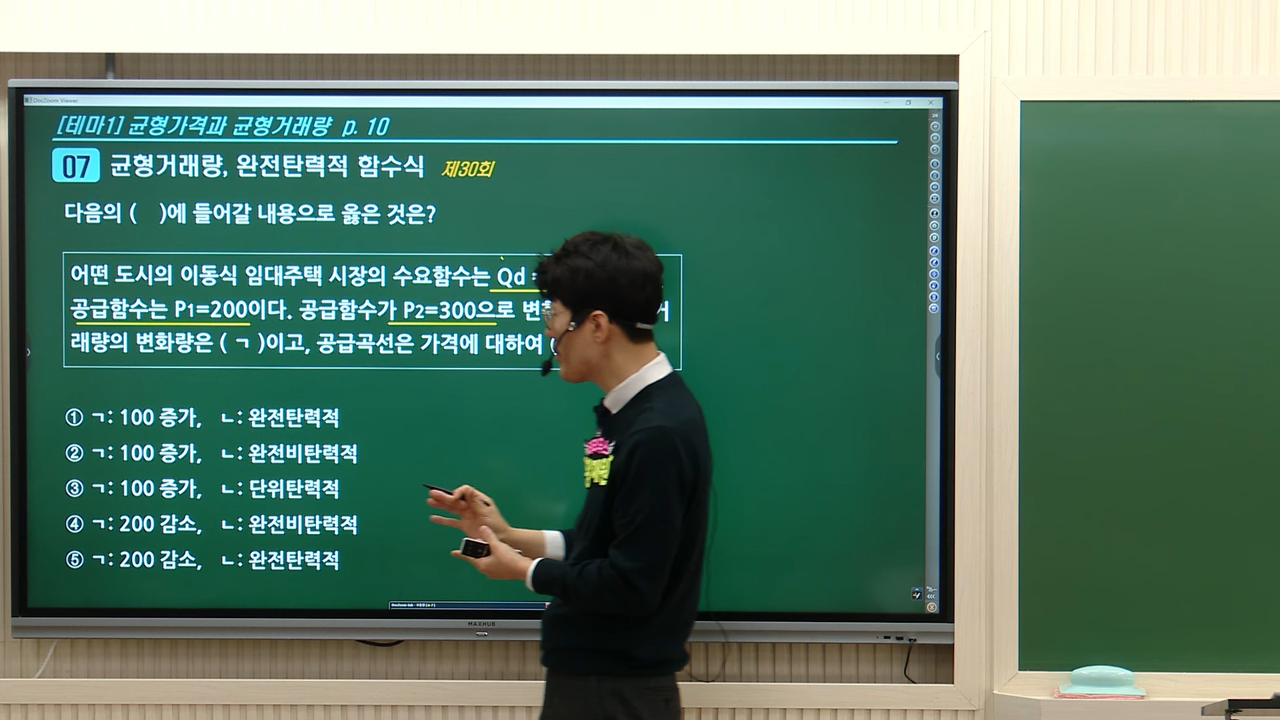 DocZoom Viewer
[테마1] 균형가격과 균형거래량 p. 10
07 균형거래량, 완전탄력적 함수식 제30회
다음의 ( )에 들어갈 내용으로 옳은 것은?
어떤 도시의 이동식 임대주택 시장의 수요함수는 Qd
공급함수는 P1=200이다. 공급함수가 P2=300으로 변 거
래량의 변화량은 ( ㄱ )이고, 공급곡선은 가격에 대하여
① ㄱ: 100 증가, ㄴ: 완전탄력적
② ㄱ: 100 증가, ㄴ: 완전비탄력적
③ ㄱ: 100 증가, ㄴ: 단위탄력적
④ ㄱ: 200 감소, ㄴ: 완전비탄력적
⑤ ㄱ: 200 감소, ㄴ: 완전탄력적
MAXHUB